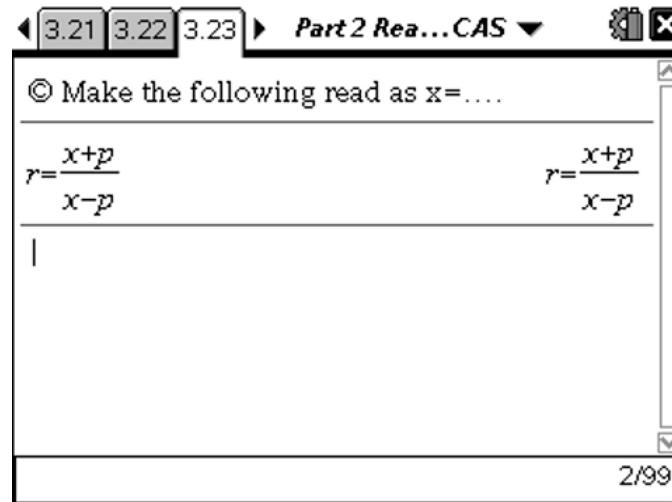 3.21 3.22 3.23 Part 2 Rea...CAS
© Make the following read as x=....
r=x+p/x−p r=x+p/x−p
2/99